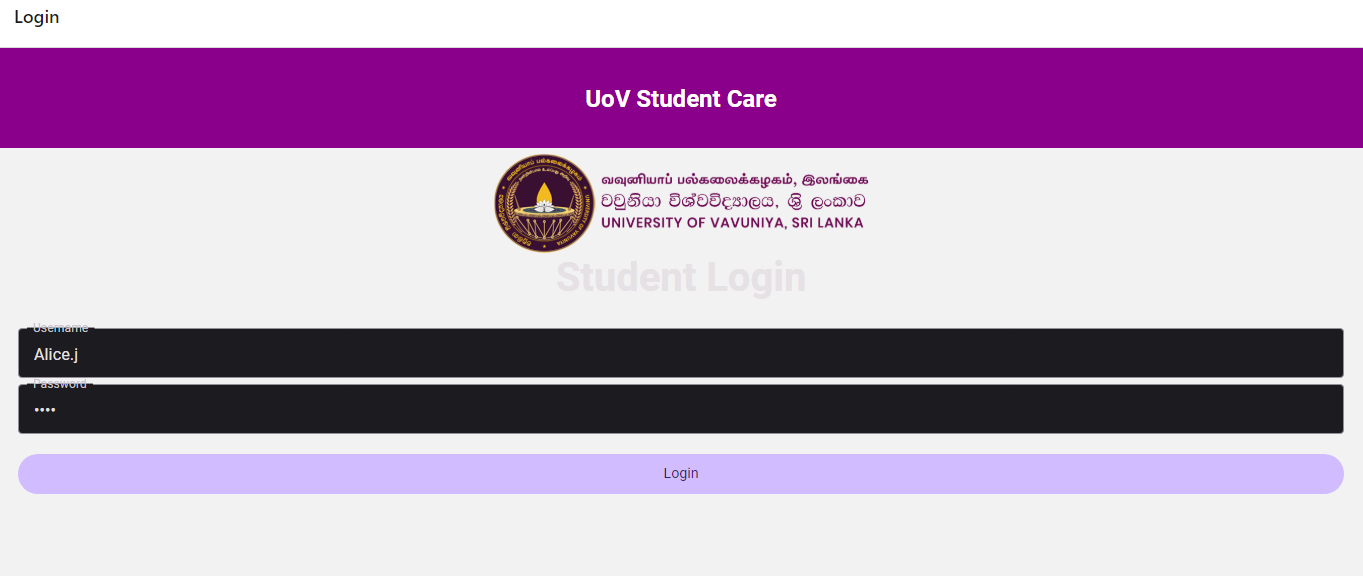 Login
UoV Student Care
வவுனியாப் பல்கலைக்கழகம், இலங்கை
වවුනියා විශ්වවිද්‍යාලය, ශ්‍රී ලංකාව
UNIVERSITY OF VAVUNIYA, SRI LANKA
Student Login
Username
Alice.j
Password
••••
Login